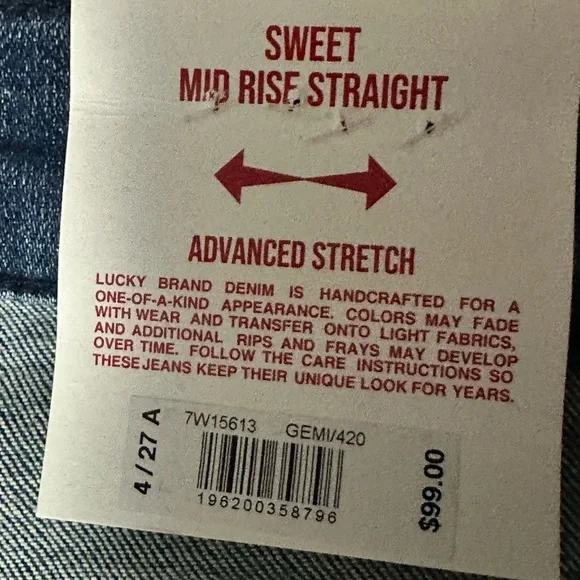 SWEET
MID RISE STRAIGHT
ADVANCED STRETCH
LUCKY BRAND DENIM IS HANDCRAFTED FOR A
ONE-OF-A-KIND APPEARANCE. COLORS MAY FADE
WITH WEAR AND TRANSFER ONTO LIGHT FABRICS,
AND ADDITIONAL RIPS AND FRAYS MAY DEVELOP
OVER TIME. FOLLOW THE CARE INSTRUCTIONS SO
THESE JEANS KEEP THEIR UNIQUE LOOK FOR YEARS.
4 / 27 A
7W15613 GEMI/420
196200358796
$99.00